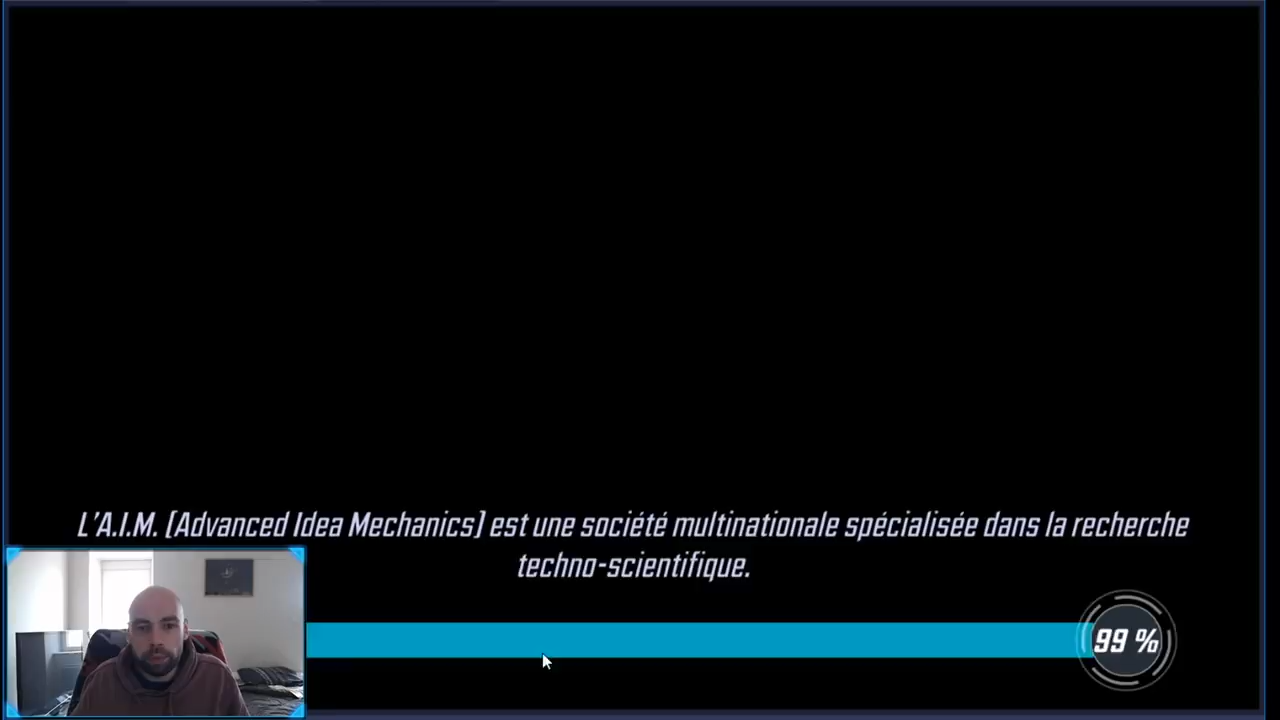 L'A.I.M. (Advanced Idea Mechanics) est une société multinationale spécialisée dans la recherche
techno-scientifique.
99 %